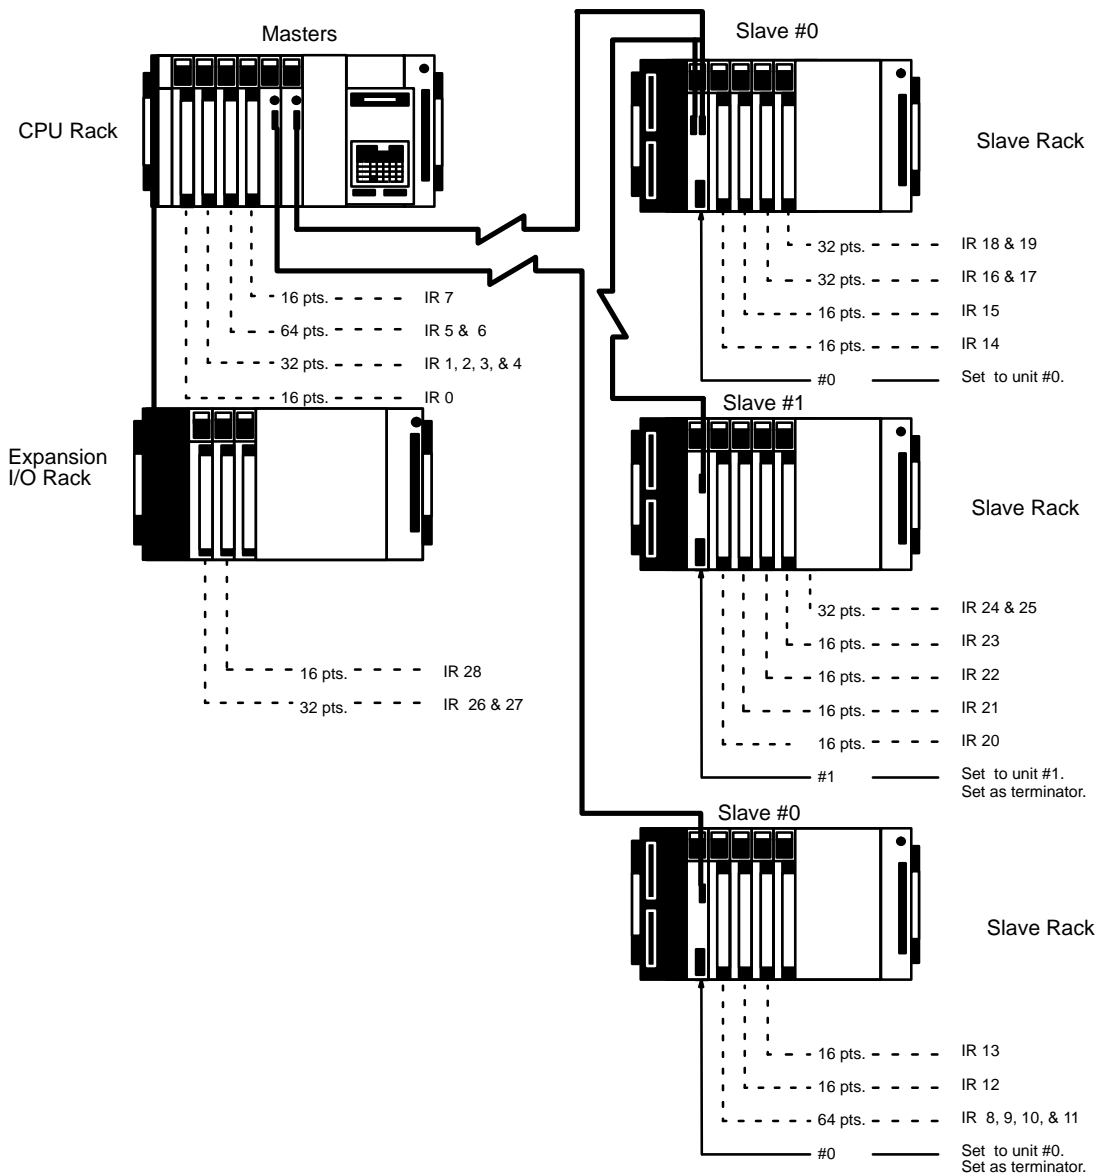 Masters
CPU Rack
16 pts. IR 7
64 pts. IR 5 & 6
32 pts. IR 1, 2, 3, & 4
16 pts. IR 0
Expansion
I/O Rack
16 pts. IR 28
32 pts. IR 26 & 27
Slave #0
Slave Rack
32 pts. IR 18 & 19
32 pts. IR 16 & 17
16 pts. IR 15
16 pts. IR 14
#0 Set to unit #0.
Slave #1
Slave Rack
32 pts. IR 24 & 25
16 pts. IR 23
16 pts. IR 22
16 pts. IR 21
16 pts. IR 20
#1 Set to unit #1.
Set as terminator.
Slave #0
Slave Rack
16 pts. IR 13
16 pts. IR 12
64 pts. IR 8, 9, 10, & 11
#0 Set to unit #0.
Set as terminator.